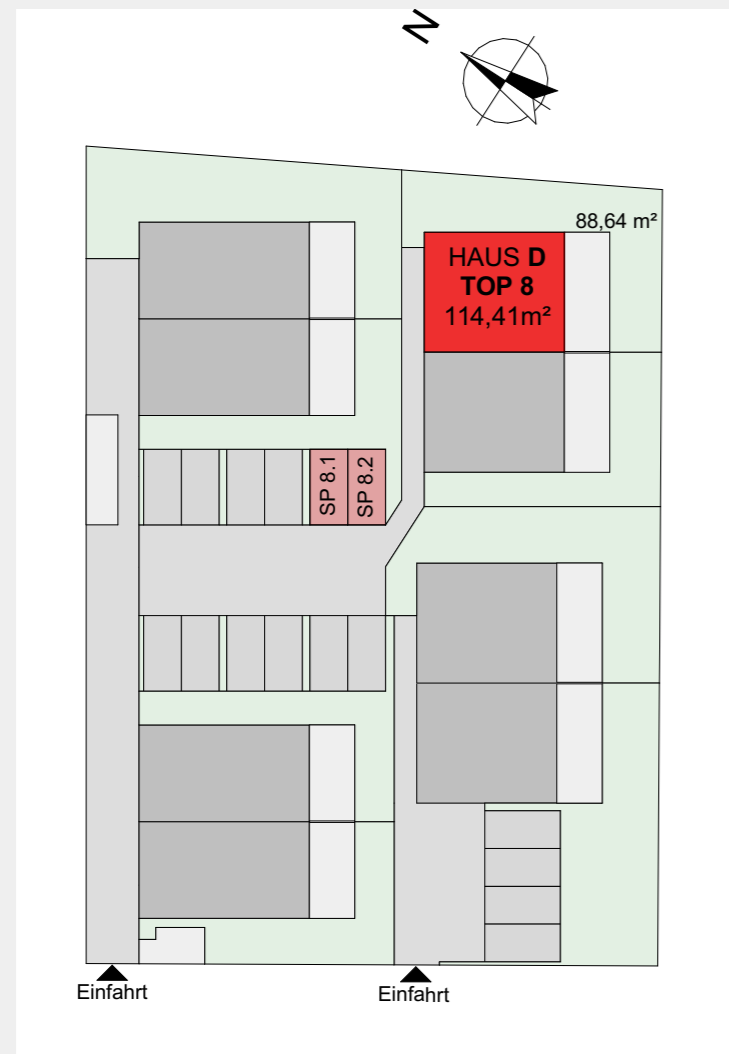 N
88,64 m²
HAUS D
TOP 8
114,41m²
SP 8.1
SP 8.2
Einfahrt
Einfahrt